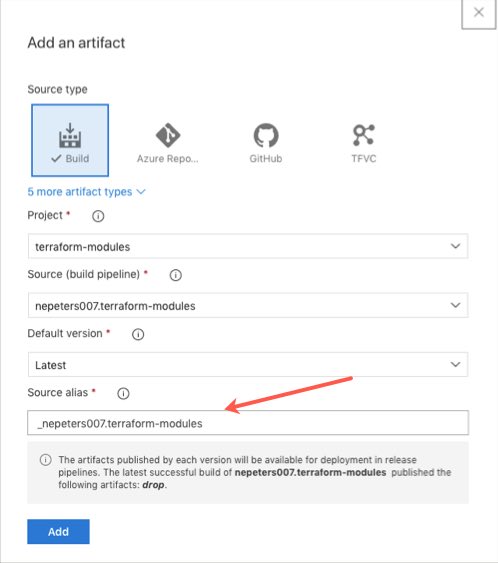 Add an artifact
Source type
Build
Azure Repo...
GitHub
TFVC
5 more artifact types
Project *
terraform-modules
Source (build pipeline) *
nepeters007.terraform-modules
Default version *
Latest
Source alias *
_nepeters007.terraform-modules
The artifacts published by each version will be available for deployment in release
pipelines. The latest successful build of nepeters007.terraform-modules published the
following artifacts: drop.
Add